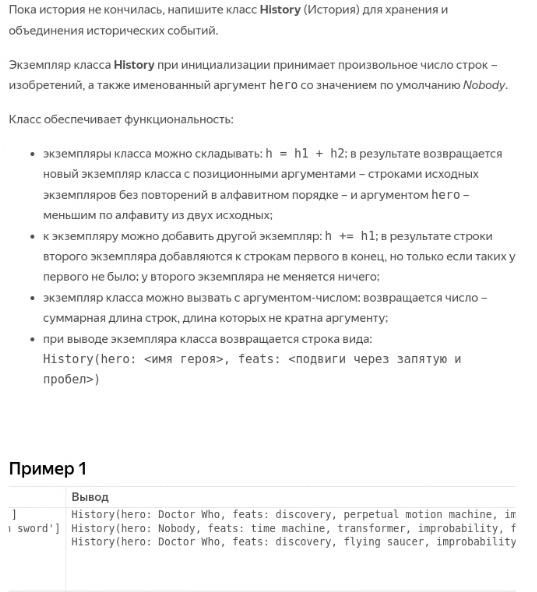 Пока история не кончилась, напишите класс History (История) для хранения и
объединения исторических событий.
Экземпляр класса History при инициализации принимает произвольное число строк –
изобретений, а также именованный аргумент hero со значением по умолчанию Nobody.
Класс обеспечивает функциональность:
• экземпляры класса можно складывать: h = h1 + h2; в результате возвращается
новый экземпляр класса с позиционными аргументами – строками исходных
экземпляров без повторений в алфавитном порядке – и аргументом hero –
меньшим по алфавиту из двух исходных;
• к экземпляру можно добавить другой экземпляр: h += h1; в результате строки
второго экземпляра добавляются к строкам первого в конец, но только если таких у
первого не было; у второго экземпляра не меняется ничего;
• экземпляр класса можно вызвать с аргументом-числом: возвращается число –
суммарная длина строк, длина которых не кратна аргументу;
• при выводе экземпляра класса возвращается строка вида:
History(hero: <имя героя>, feats: <подвиги через запятую и
пробел>)
Пример 1
Вывод
] History(hero: Doctor Who, feats: discovery, perpetual motion machine, im
sword'] History(hero: Nobody, feats: time machine, transformer, improbability, f
History(hero: Doctor Who, feats: discovery, flying saucer, improbability